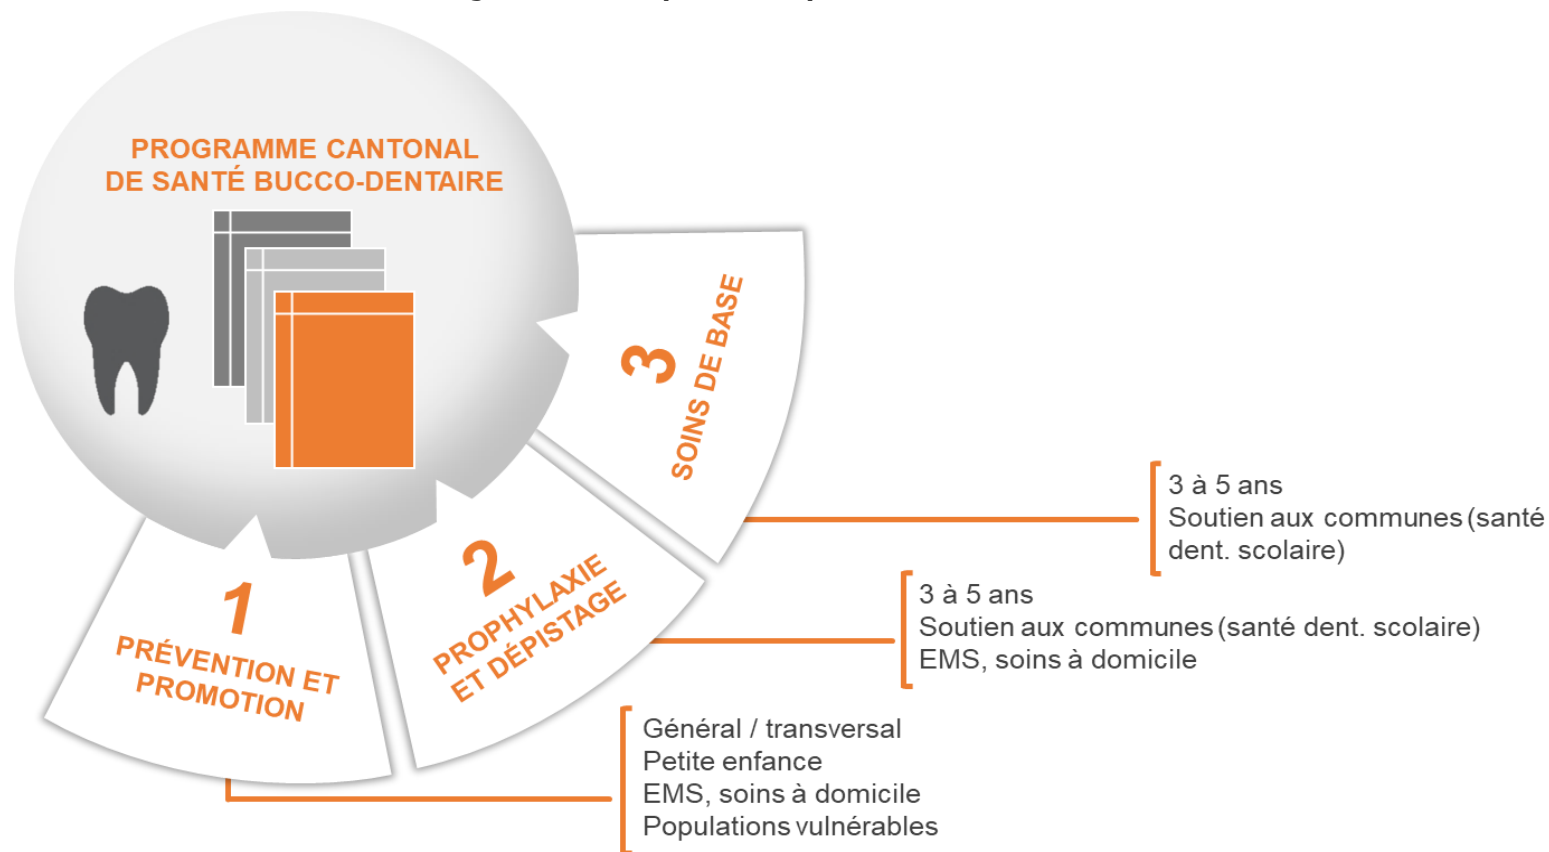 PROGRAMME CANTONAL
DE SANTÉ BUCCO-DENTAIRE
1
PRÉVENTION ET
PROMOTION
2
PROPHYLAXIE
ET DÉPISTAGE
3
SOINS DE BASE
3 à 5 ans
Soutien aux communes (santé
dent. scolaire)
3 à 5 ans
Soutien aux communes (santé dent. scolaire)
EMS, soins à domicile
Général / transversal
Petite enfance
EMS, soins à domicile
Populations vulnérables